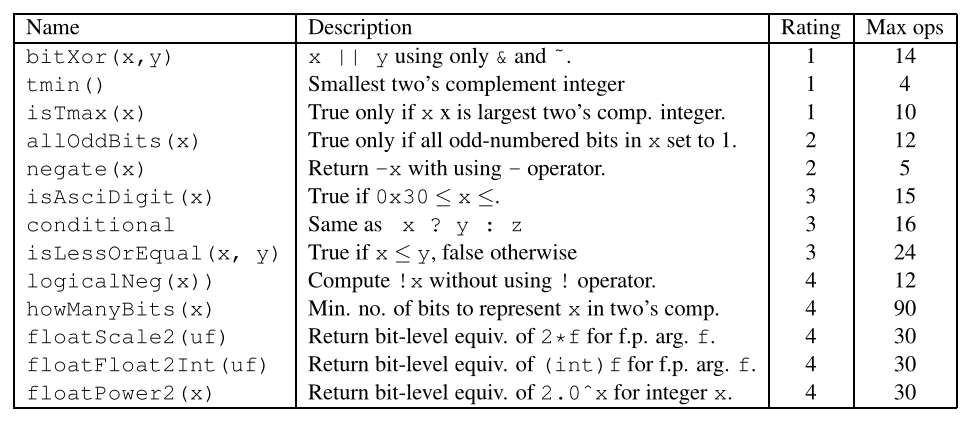 Name Description Rating Max ops
bitXor(x,y) x || y using only & and ~. 1 14
tmin() Smallest two's complement integer 1 4
isTmax(x) True only if x x is largest two's comp. integer. 1 10
allOddBits(x) True only if all odd-numbered bits in x set to 1. 2 12
negate(x) Return -x with using - operator. 2 5
isAsciDigit(x) True if 0x30 ≤ x ≤. 3 15
conditional Same as x ? y : z 3 16
isLessOrEqual(x, y) True if x ≤ y, false otherwise 3 24
logicalNeg(x)) Compute !x without using ! operator. 4 12
howManyBits(x) Min. no. of bits to represent x in two's comp. 4 90
floatScale2(uf) Return bit-level equiv. of 2*f for f.p. arg. f. 4 30
floatFloat2Int(uf) Return bit-level equiv. of (int)f for f.p. arg. f. 4 30
floatPower2(x) Return bit-level equiv. of 2.0^x for integer x. 4 30